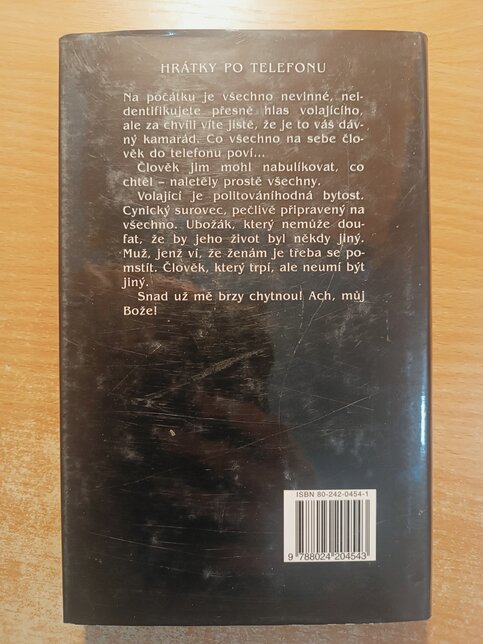 HRÁTKY PO TELEFONU
Na počátku je všechno nevinné, nei-
dentifikujete přesně hlas volajícího,
ale za chvíli víte jistě, že je to váš dáv-
ný kamarád. Co všechno na sebe člo-
věk do telefonu poví...
Člověk jim mohl nabulíkovat, co
chtěl – naletěly prostě všechny.
Volající je politováníhodná bytost.
Cynický surovec, pečlivě připravený na
všechno. Ubožák, který nemůže dou-
fat, že by jeho život byl někdy jiný.
Muž, jenž ví, že ženám je třeba se po-
mstít. Člověk, který trpí, ale neumí být
jiný.
Snad už mě brzy chytnou! Ach, můj
Bože!
ISBN 80-242-0454-1
9 788024 204543